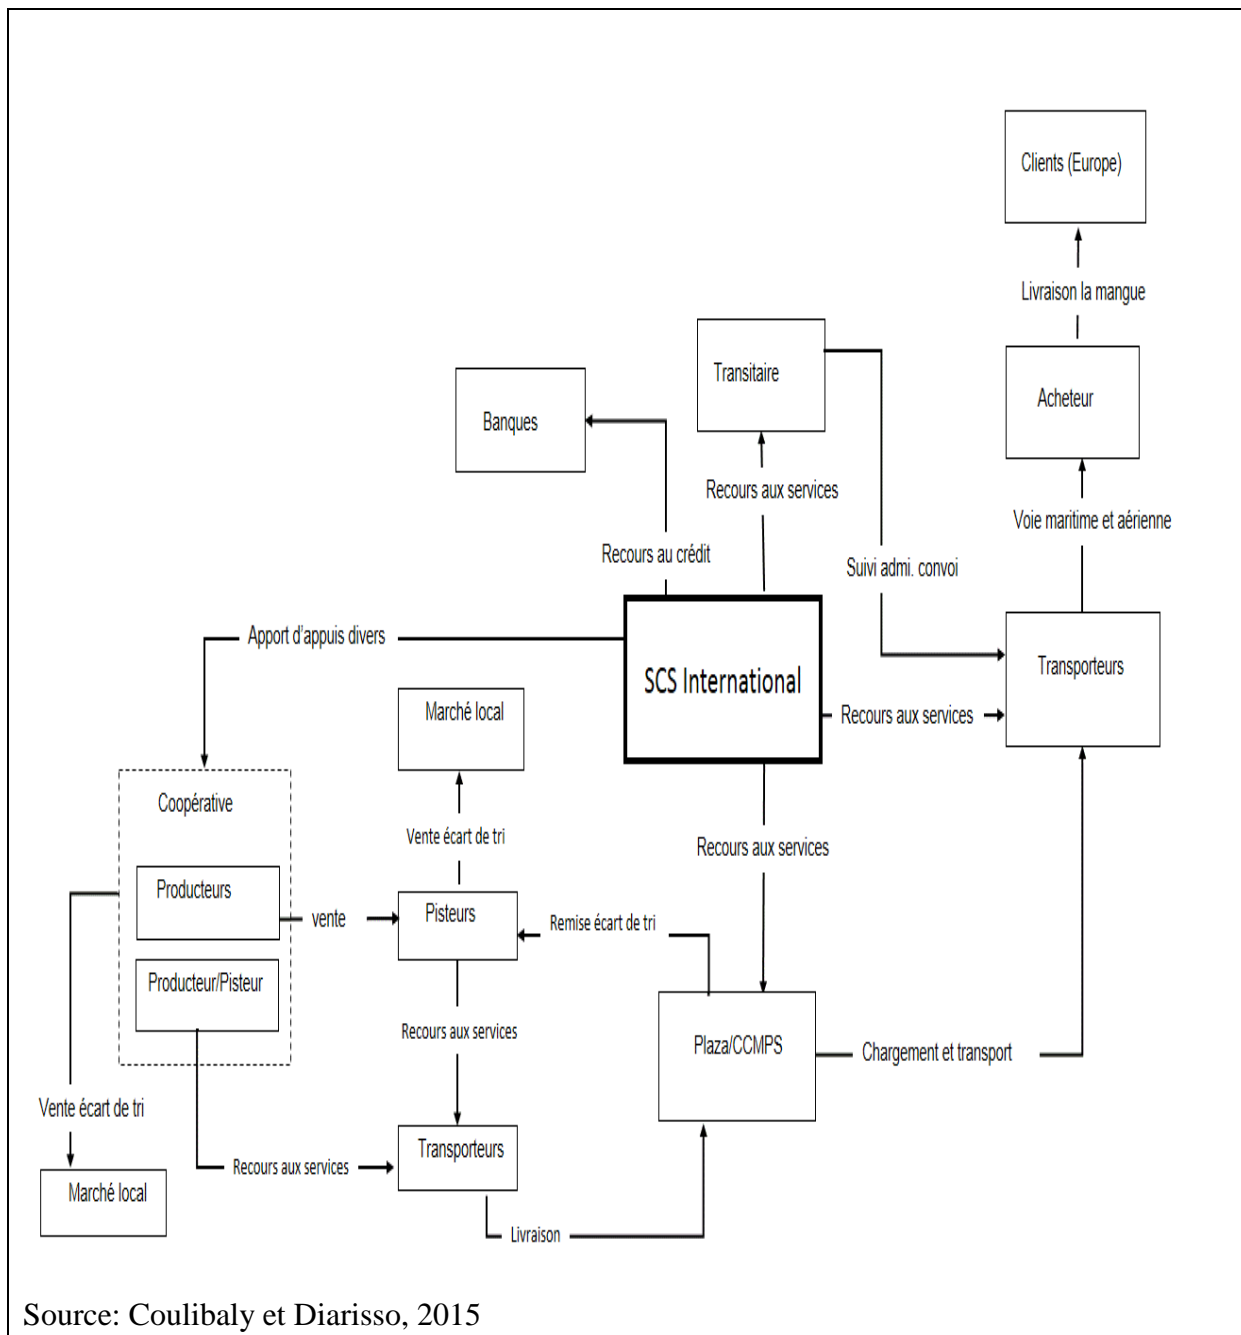 Clients (Europe)
Livraison la mangue
Transitaire
Acheteur
Banques
Recours aux services
Voie maritime et aérienne
Recours au crédit
Suivi admi. convoi
Apport d'appuis divers
SCS International
Transporteurs
Marché local
Recours aux services
Coopérative
Vente écart de tri
Recours aux services
Producteurs
vente
Pisteurs
Remise écart de tri
Producteur/Pisteur
Recours aux services
Plaza/CCMPS
Chargement et transport
Vente écart de tri
Transporteurs
Recours aux services
Marché local
Livraison
Source: Coulibaly et Diarisso, 2015